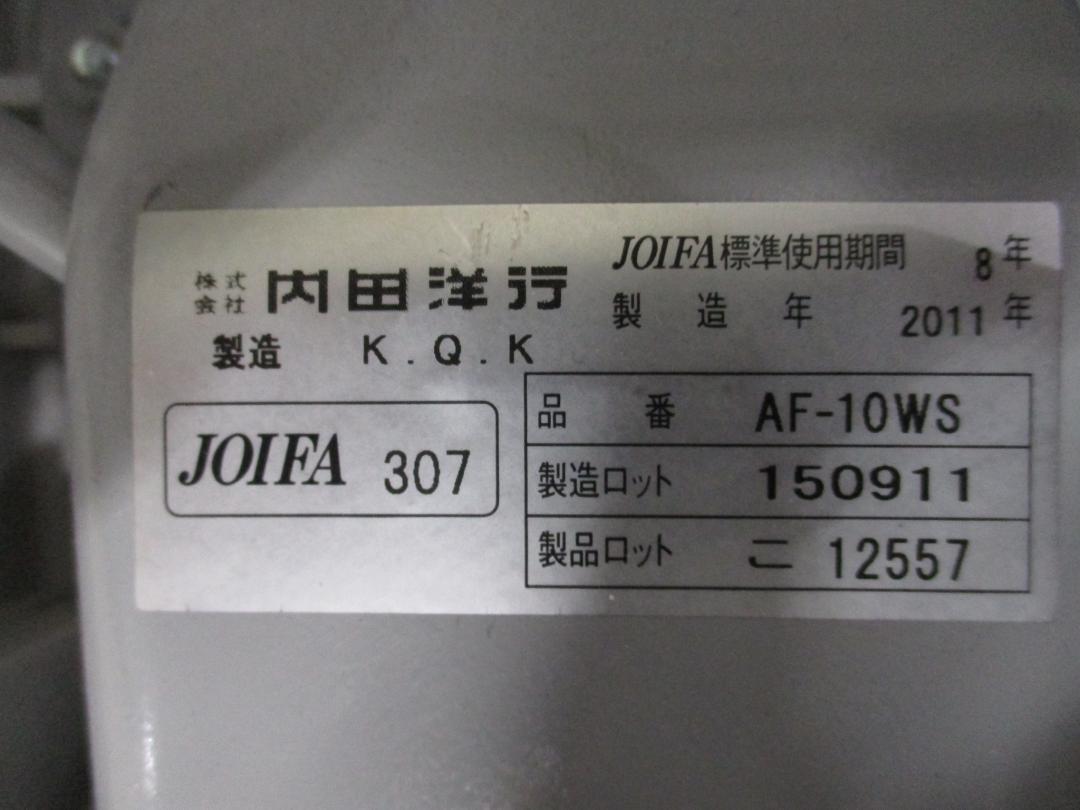 株式会社 内田洋行
製造 K.Q.K
JOIFA標準使用期間 8年
製造年 2011年
JOIFA 307
品番 AF-10WS
製造ロット 150911
製品ロット ニ 12557